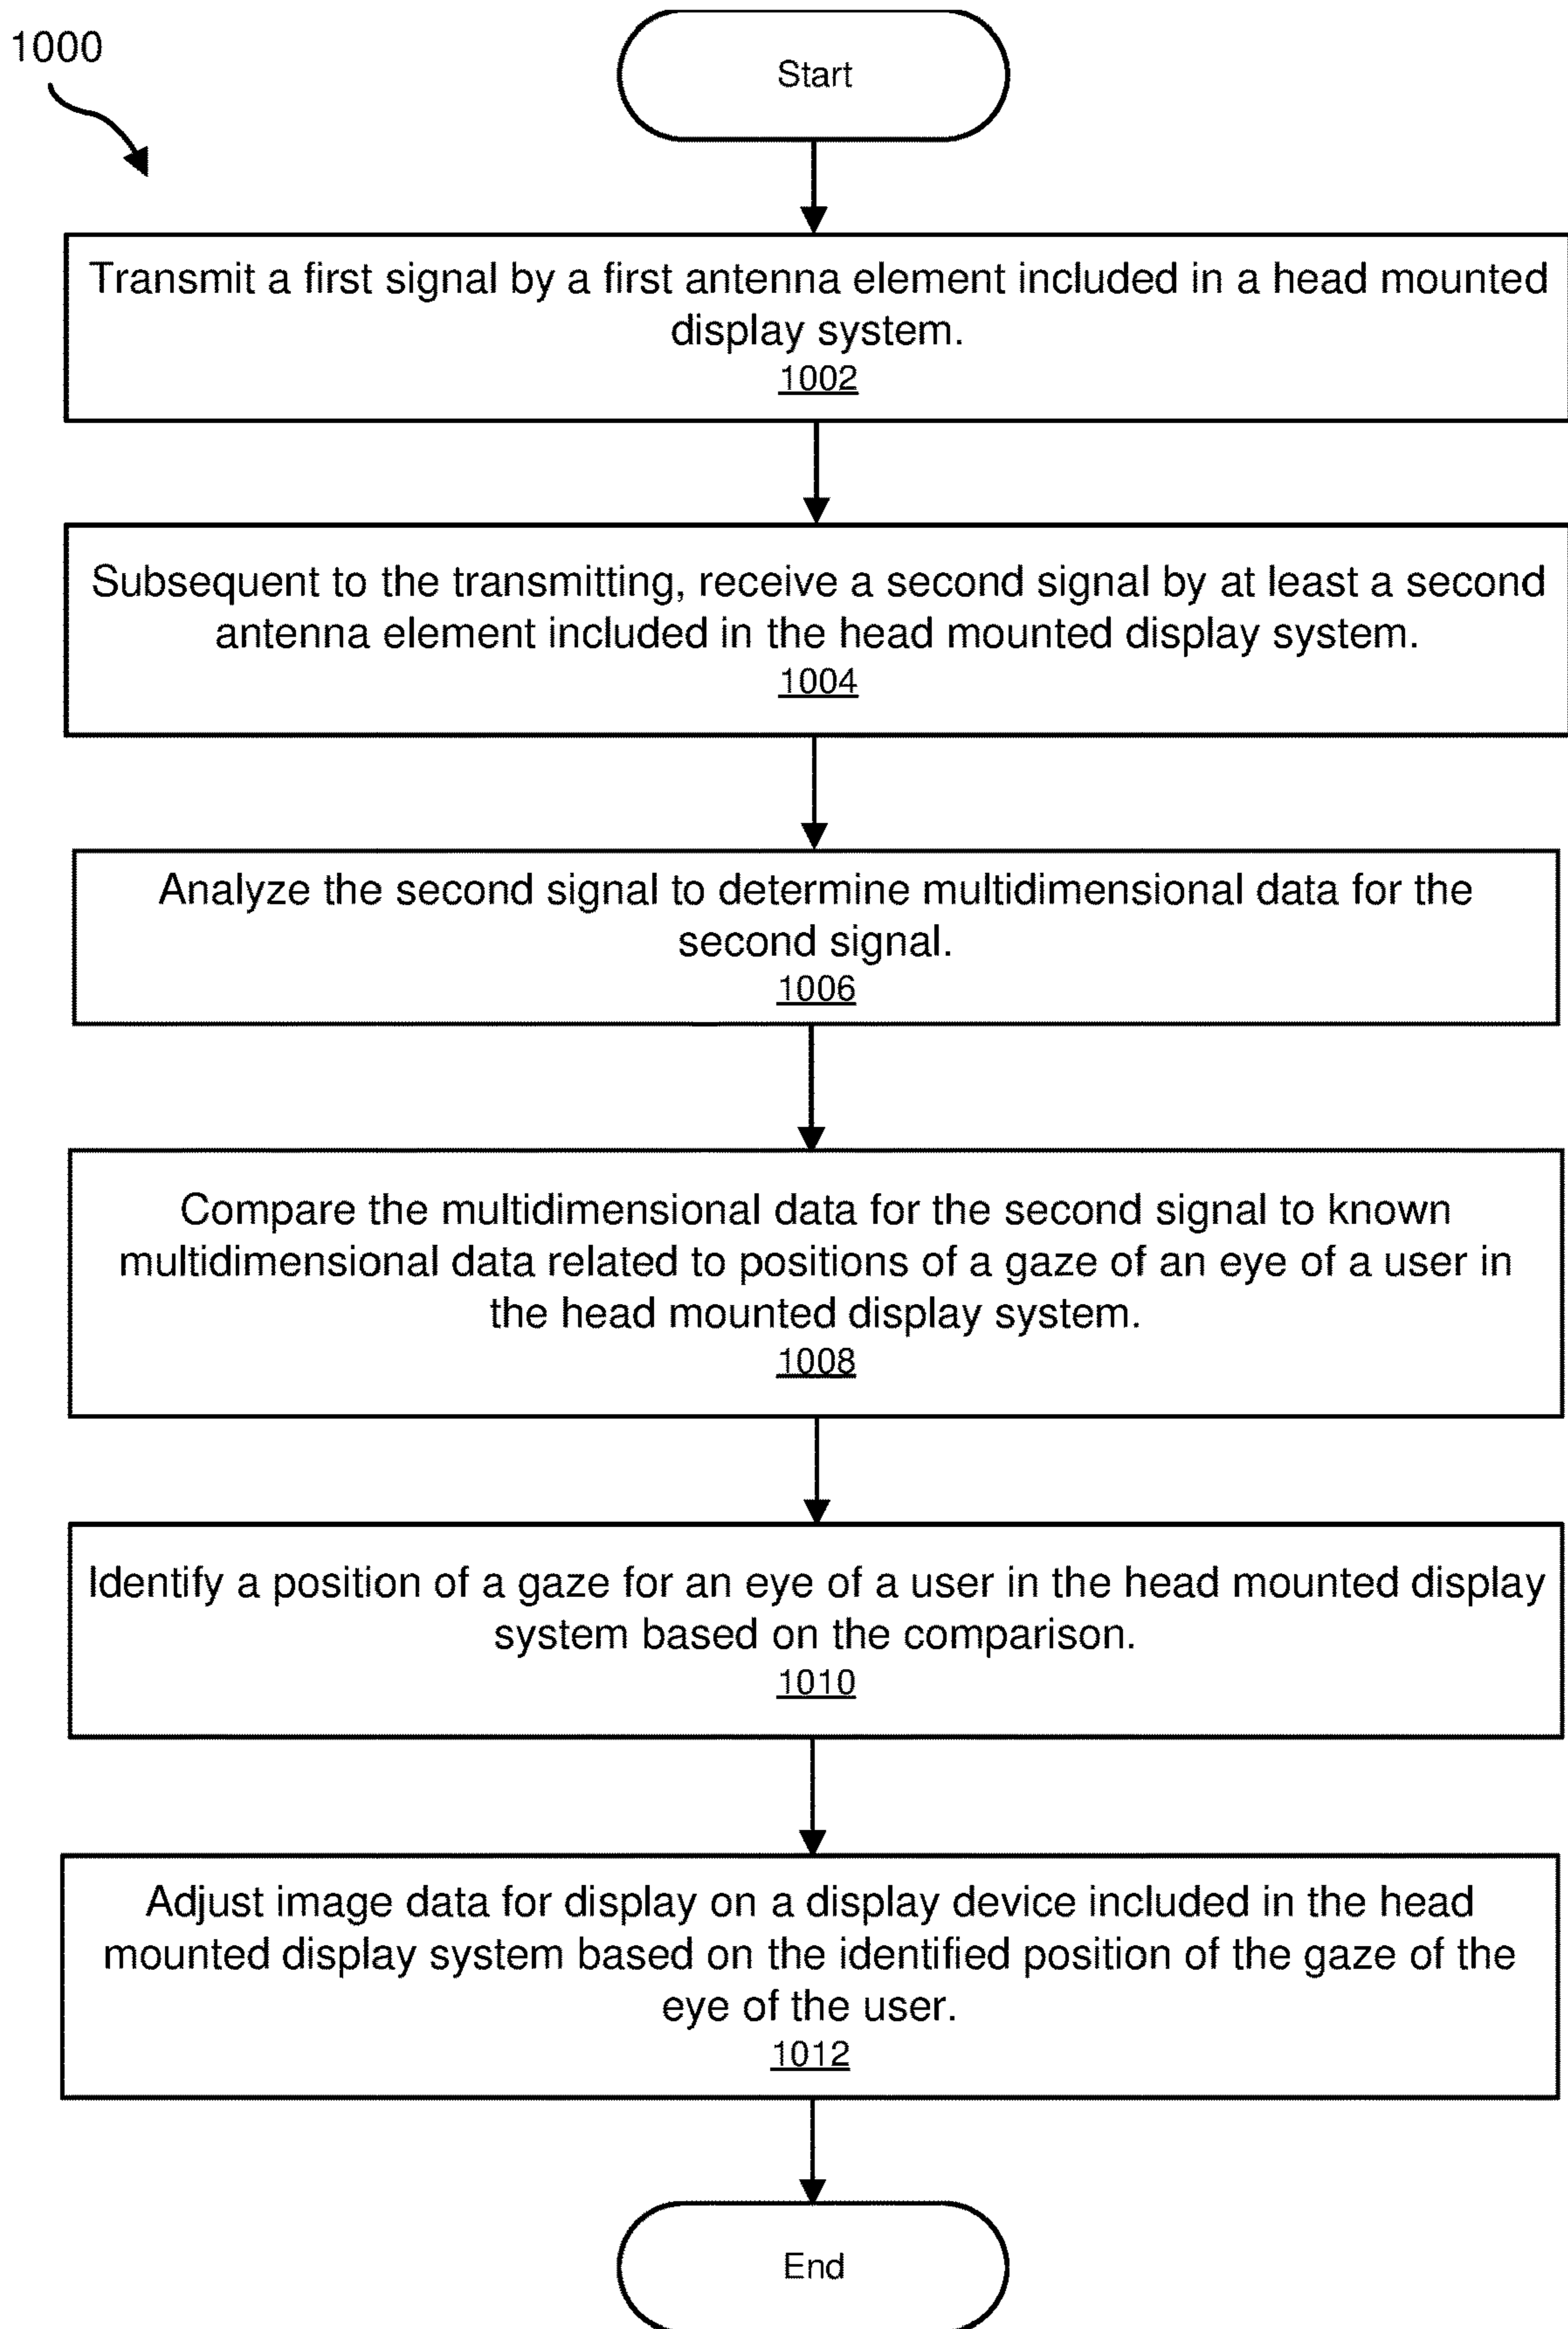 1000
Start
Transmit a first signal by a first antenna element included in a head mounted
display system.
1002
Subsequent to the transmitting, receive a second signal by at least a second
antenna element included in the head mounted display system.
1004
Analyze the second signal to determine multidimensional data for the
second signal.
1006
Compare the multidimensional data for the second signal to known
multidimensional data related to positions of a gaze of an eye of a user in
the head mounted display system.
1008
Identify a position of a gaze for an eye of a user in the head mounted display
system based on the comparison.
1010
Adjust image data for display on a display device included in the head
mounted display system based on the identified position of the gaze of the
eye of the user.
1012
End